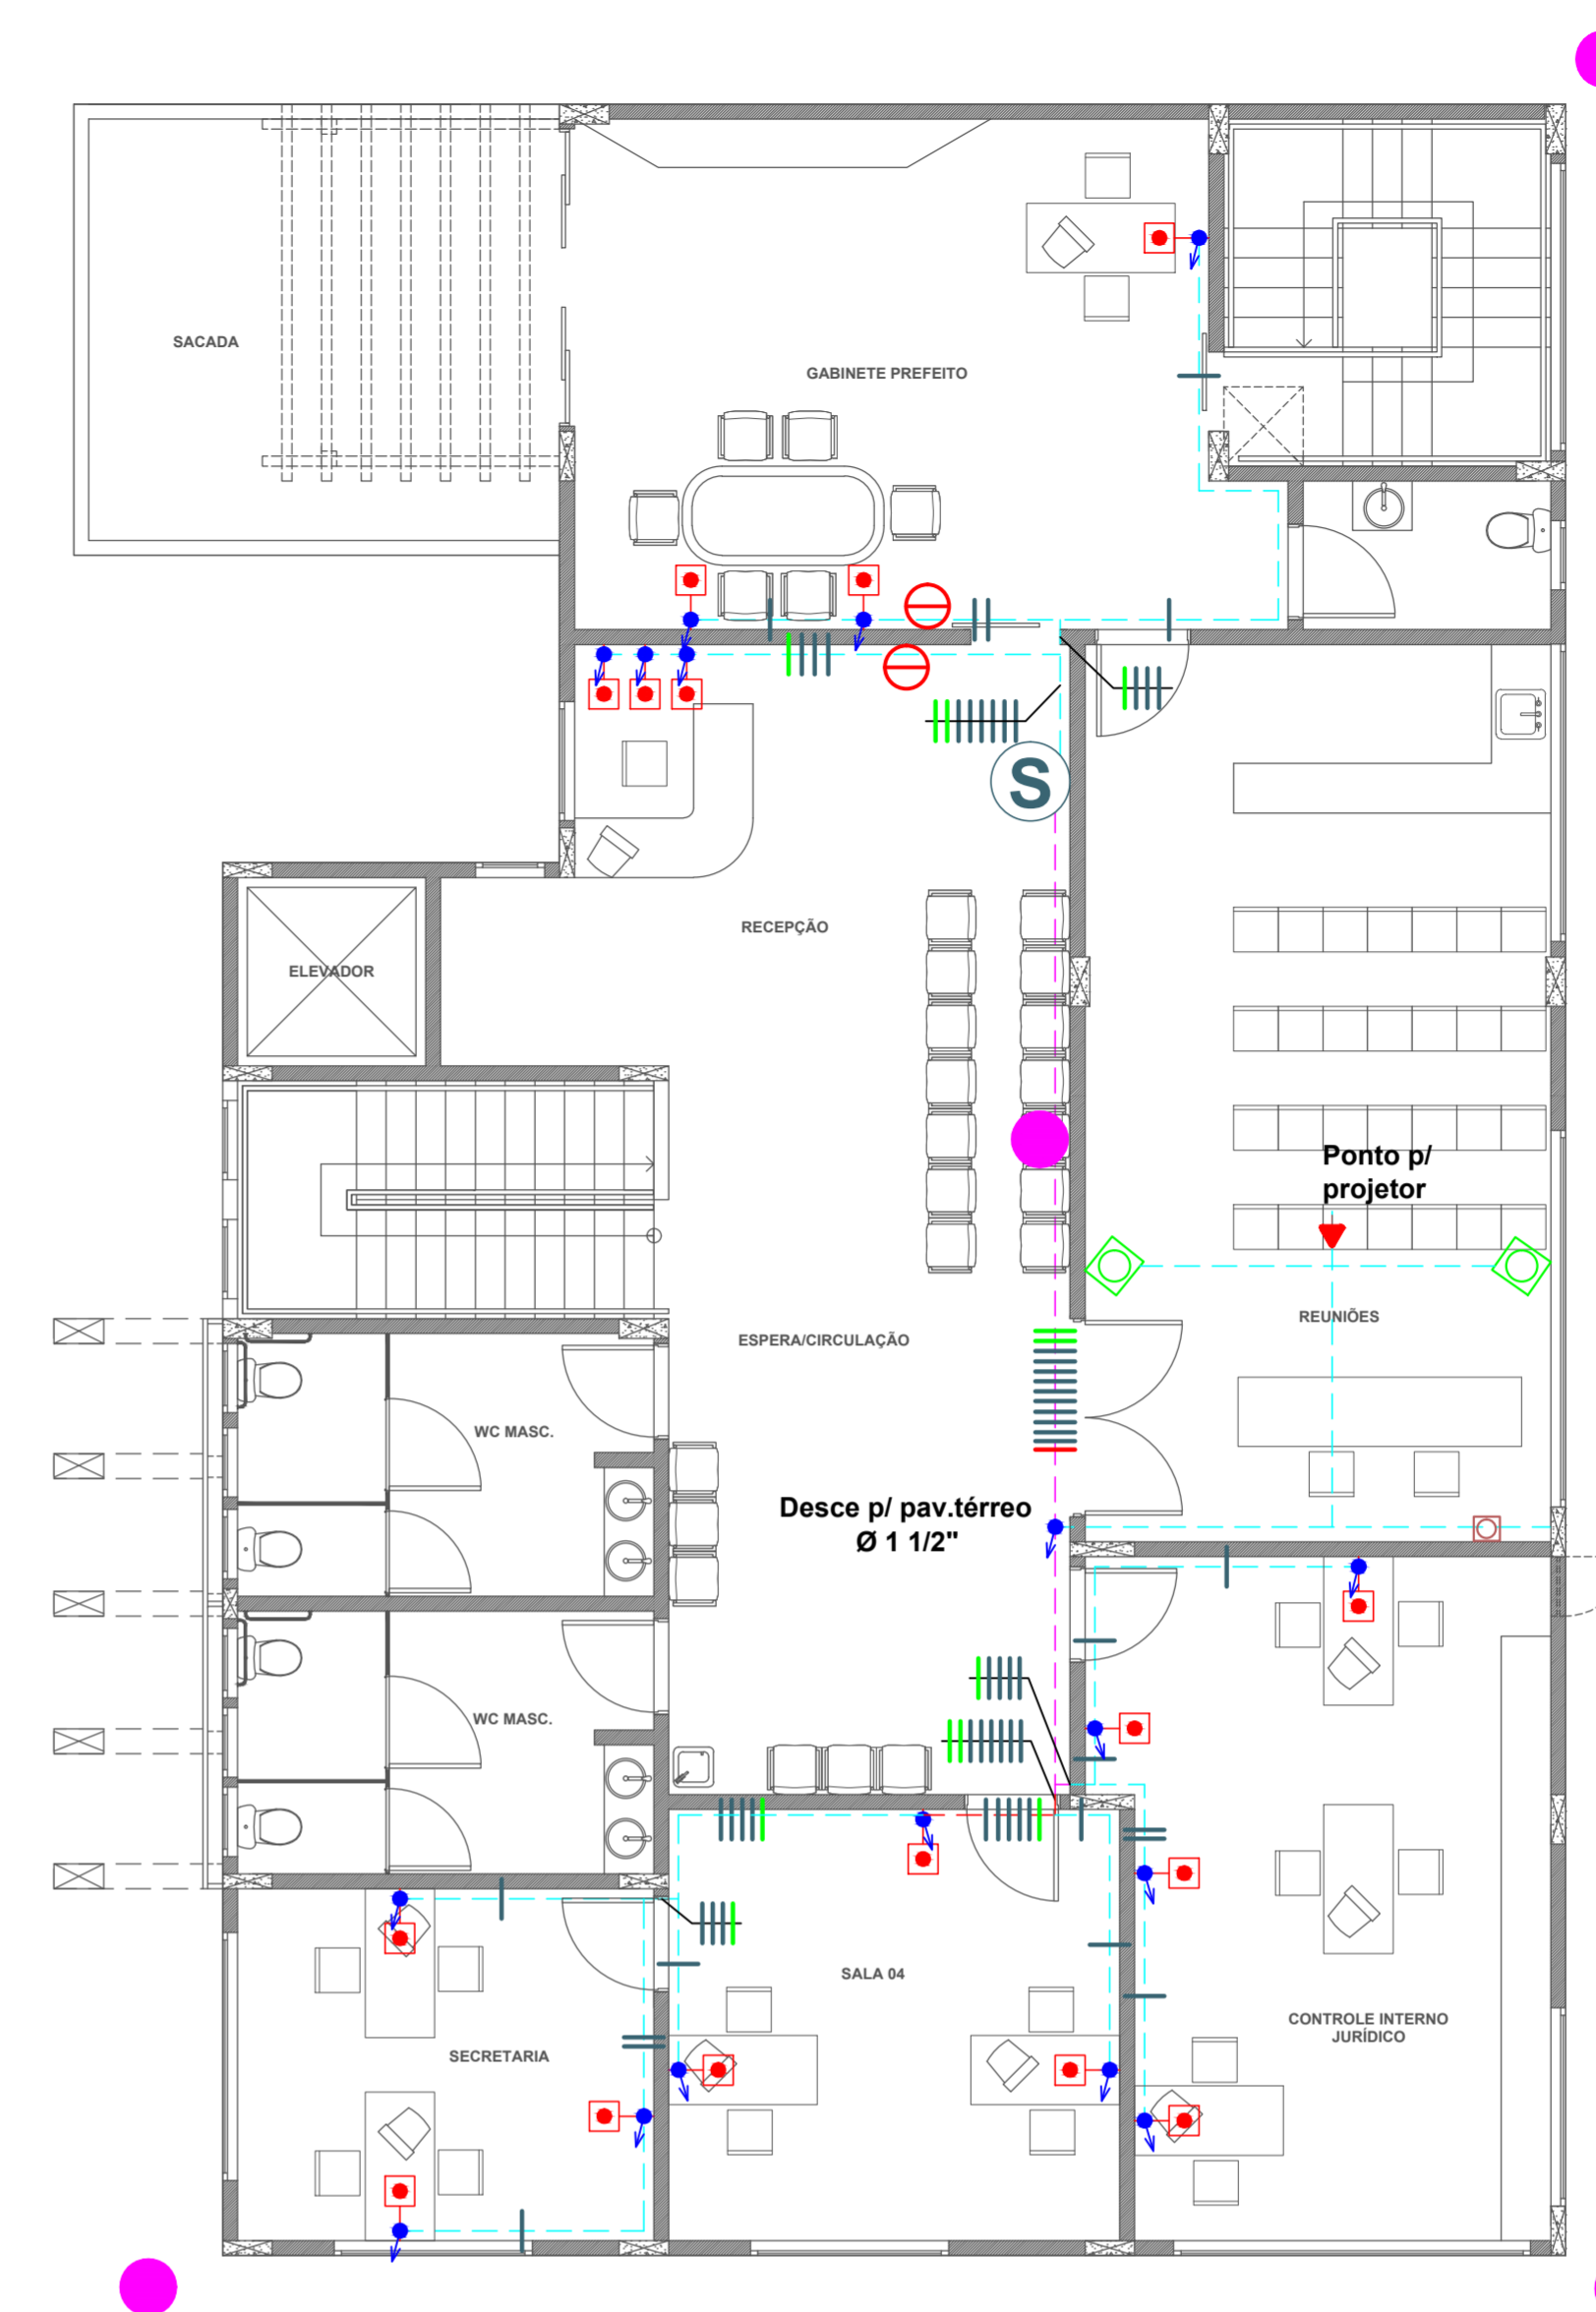 SACADA
GABINETE PREFEITO
S
RECEPÇÃO
ELEVADOR
Ponto p/
projetor
REUNIÕES
ESPERA/CIRCULAÇÃO
WC MASC.
Desce p/ pav.térreo
Ø 1 1/2"
WC MASC.
SALA 04
CONTROLE INTERNO
JURÍDICO
SECRETARIA